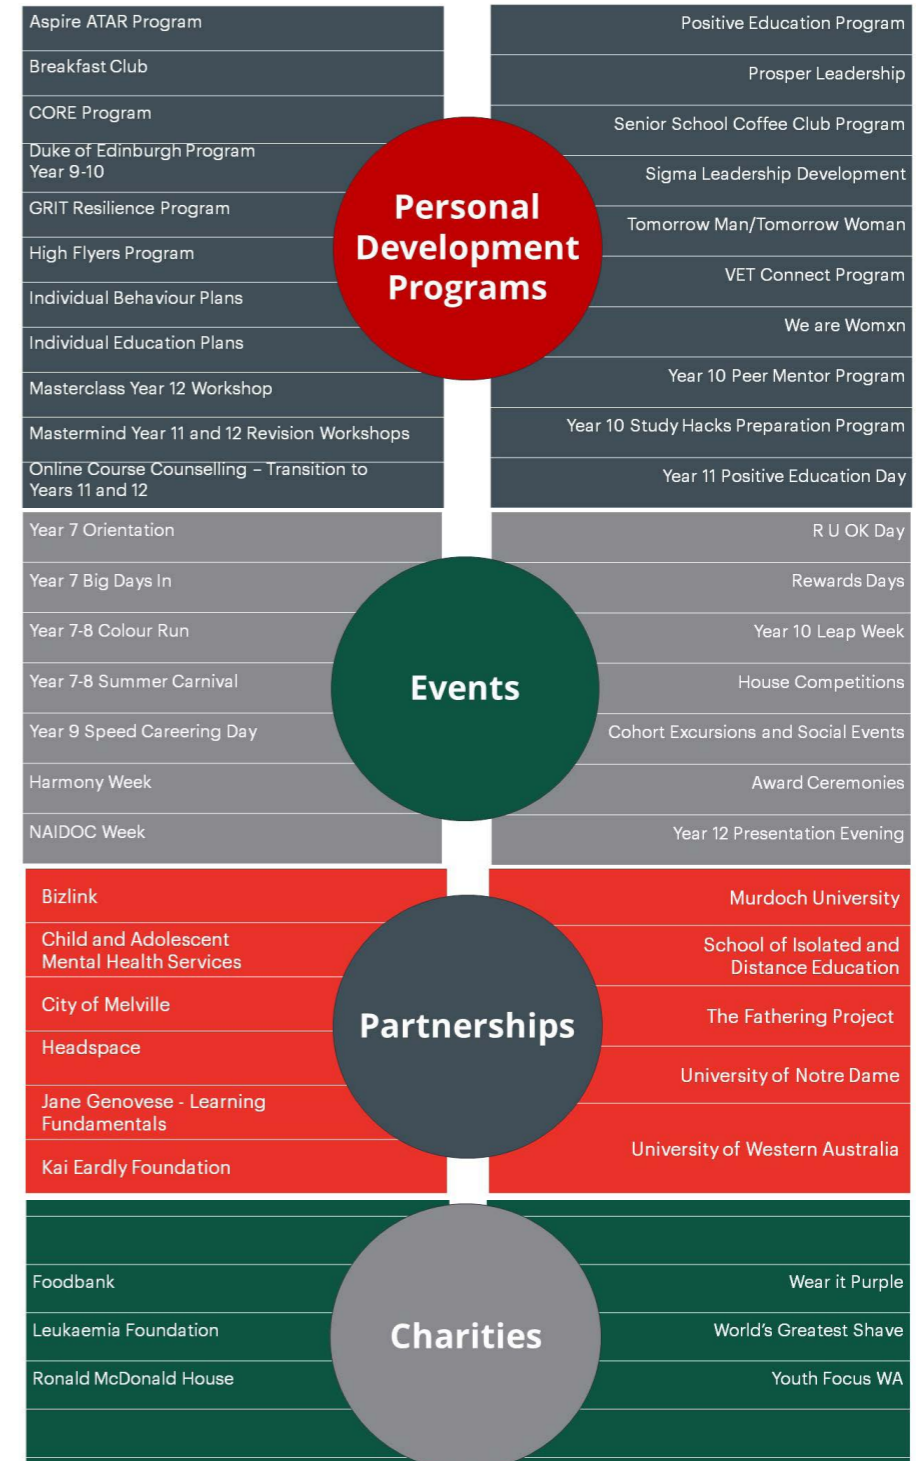 Aspire ATAR Program
Breakfast Club
CORE Program
Duke of Edinburgh Program
Year 9-10
GRIT Resilience Program
High Flyers Program
Individual Behaviour Plans
Individual Education Plans
Masterclass Year 12 Workshop
Mastermind Year 11 and 12 Revision Workshops
Online Course Counselling – Transition to
Years 11 and 12
Personal
Development
Programs
Positive Education Program
Prosper Leadership
Senior School Coffee Club Program
Sigma Leadership Development
Tomorrow Man/Tomorrow Woman
VET Connect Program
We are Womxn
Year 10 Peer Mentor Program
Year 10 Study Hacks Preparation Program
Year 11 Positive Education Day
Year 7 Orientation
Year 7 Big Days In
Year 7-8 Colour Run
Year 7-8 Summer Carnival
Year 9 Speed Careering Day
Harmony Week
NAIDOC Week
Events
R U OK Day
Rewards Days
Year 10 Leap Week
House Competitions
Cohort Excursions and Social Events
Award Ceremonies
Year 12 Presentation Evening
Bizlink
Child and Adolescent
Mental Health Services
City of Melville
Headspace
Jane Genovese - Learning
Fundamentals
Kai Eardly Foundation
Partnerships
Murdoch University
School of Isolated and
Distance Education
The Fathering Project
University of Notre Dame
University of Western Australia
Foodbank
Leukaemia Foundation
Ronald McDonald House
Charities
Wear it Purple
World's Greatest Shave
Youth Focus WA